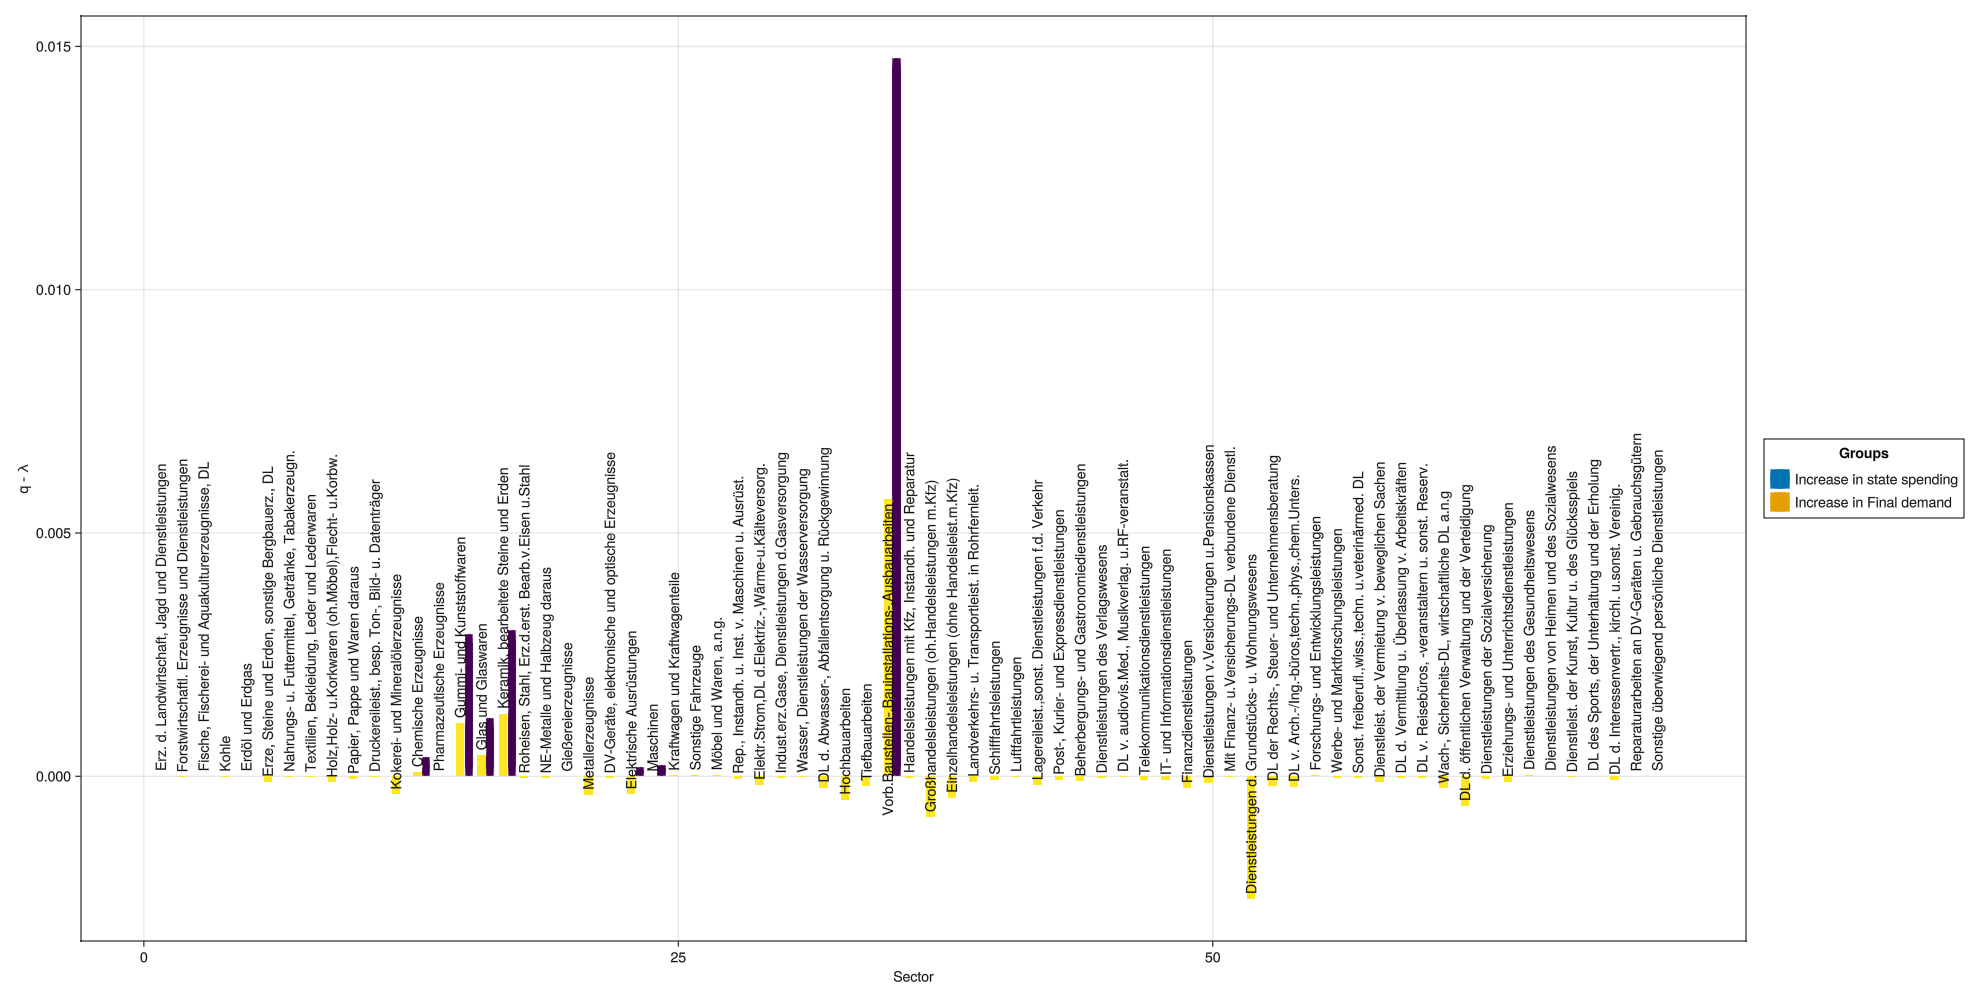 0.015
0.010
0.005
0.000
q - λ
Erz. d. Landwirtschaft, Jagd und Dienstleistungen
Forstwirtschaftl. Erzeugnisse und Dienstleistungen
Fische, Fischerei- und Aquakulturerzeugnisse, DL
Kohle
Erdöl und Erdgas
Erze, Steine und Erden, sonstige Bergbauerz., DL
Nahrungs- u. Futtermittel, Getränke, Tabakerzeugn.
Textilien, Bekleidung, Leder und Lederwaren
Holz,Holz- u.Korkwaren (oh.Möbel),Flecht- u.Korbw.
Papier, Pappe und Waren daraus
Druckereileist., besp. Ton-, Bild- u. Datenträger
Kokerei- und Mineralölerzeugnisse
Chemische Erzeugnisse
Pharmazeutische Erzeugnisse
Gummi- und Kunststoffwaren
Glas und Glaswaren
Keramik, bearbeitete Steine und Erden
Roheisen, Stahl, Erz.d.erst. Bearb.v.Eisen u.Stahl
NE-Metalle und Halbzeug daraus
Gießereierzeugnisse
Metallerzeugnisse
DV-Geräte, elektronische und optische Erzeugnisse
Elektrische Ausrüstungen
Maschinen
Kraftwagen und Kraftwagenteile
Sonstige Fahrzeuge
Möbel und Waren, a.n.g.
Rep., Instandh. u. Inst. v. Maschinen u. Ausrüst.
Elektr.Strom,DL d.Elektriz.-,Wärme-u.Kälteversorg.
Indust.erz.Gase, Dienstleistungen d.Gasversorgung
Wasser, Dienstleistungen der Wasserversorgung
DL d. Abwasser-, Abfallentsorgung u. Rückgewinnung
Hochbauarbeiten
Tiefbauarbeiten
Vorb.Baustellen-,Bauinstallations-,Ausbauarbeiten
Handelsleistungen mit Kfz, Instandh. und Reparatur
Großhandelsleistungen (oh.Handelsleistungen m.Kfz)
Einzelhandelsleistungen (ohne Handelsleist.m.Kfz)
Landverkehrs- u. Transportleist. in Rohrfernleit.
Schifffahrtsleistungen
Luftfahrtleistungen
Lagereileist.,sonst. Dienstleistungen f.d. Verkehr
Post-, Kurier- und Expressdienstleistungen
Beherbergungs- und Gastronomiedienstleistungen
Dienstleistungen des Verlagswesens
DL v. audiovis.Med., Musikverlag. u.RF-veranstalt.
Telekommunikationsdienstleistungen
IT- und Informationsdienstleistungen
Finanzdienstleistungen
Dienstleistungen v.Versicherungen u.Pensionskassen
Mit Finanz- u.Versicherungs-DL verbundene Dienstl.
Dienstleistungen d. Grundstücks- u. Wohnungswesens
DL der Rechts-, Steuer- und Unternehmensberatung
DL v. Arch.-/Ing.-büros,techn.,phys.,chem.Unters.
Forschungs- und Entwicklungsleistungen
Werbe- und Marktforschungsleistungen
Sonst. freiberufl.,wiss.,techn. u.veterinärmed. DL
Dienstleist. der Vermietung v. beweglichen Sachen
DL d. Vermittlung u. Überlassung v. Arbeitskräften
DL v. Reisebüros, -veranstaltern u. sonst. Reserv.
Wach-, Sicherheits-DL, wirtschaftliche DL a.n.g
DL d. öffentlichen Verwaltung und der Verteidigung
Dienstleistungen der Sozialversicherung
Erziehungs- und Unterrichtsdienstleistungen
Dienstleistungen des Gesundheitswesens
Dienstleistungen von Heimen und des Sozialwesens
Dienstleist. der Kunst, Kultur u. des Glücksspiels
DL des Sports, der Unterhaltung und der Erholung
DL d. Interessenvertr., kirchl. u.sonst. Vereinig.
Reparaturarbeiten an DV-Geräten u. Gebrauchsgütern
Sonstige überwiegend persönliche Dienstleistungen
0
25
50
Sector
Groups
Increase in state spending
Increase in Final demand